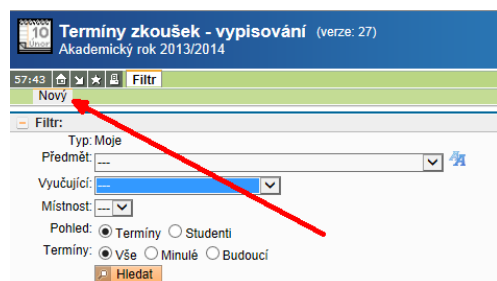 10
Únor
Termíny zkoušek - vypisování (verze: 27)
Akademický rok 2013/2014
57:43 Filtr
Nový
Filtr:
Typ: Moje
Předmět: ---
Vyučující: ---
Místnost: ---
Pohled: Termíny Studenti
Termíny: Vše Minulé Budoucí
Hledat